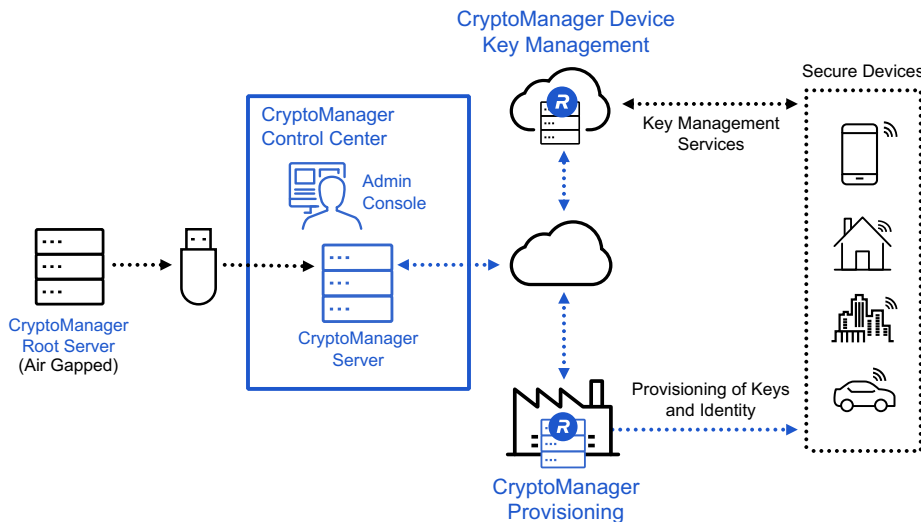 CryptoManager Device
Key Management
Secure Devices
CryptoManager
Control Center
R
Key Management
Services
Admin
Console
CryptoManager
Root Server
(Air Gapped)
CryptoManager
Server
Provisioning of Keys
and Identity
R
CryptoManager
Provisioning